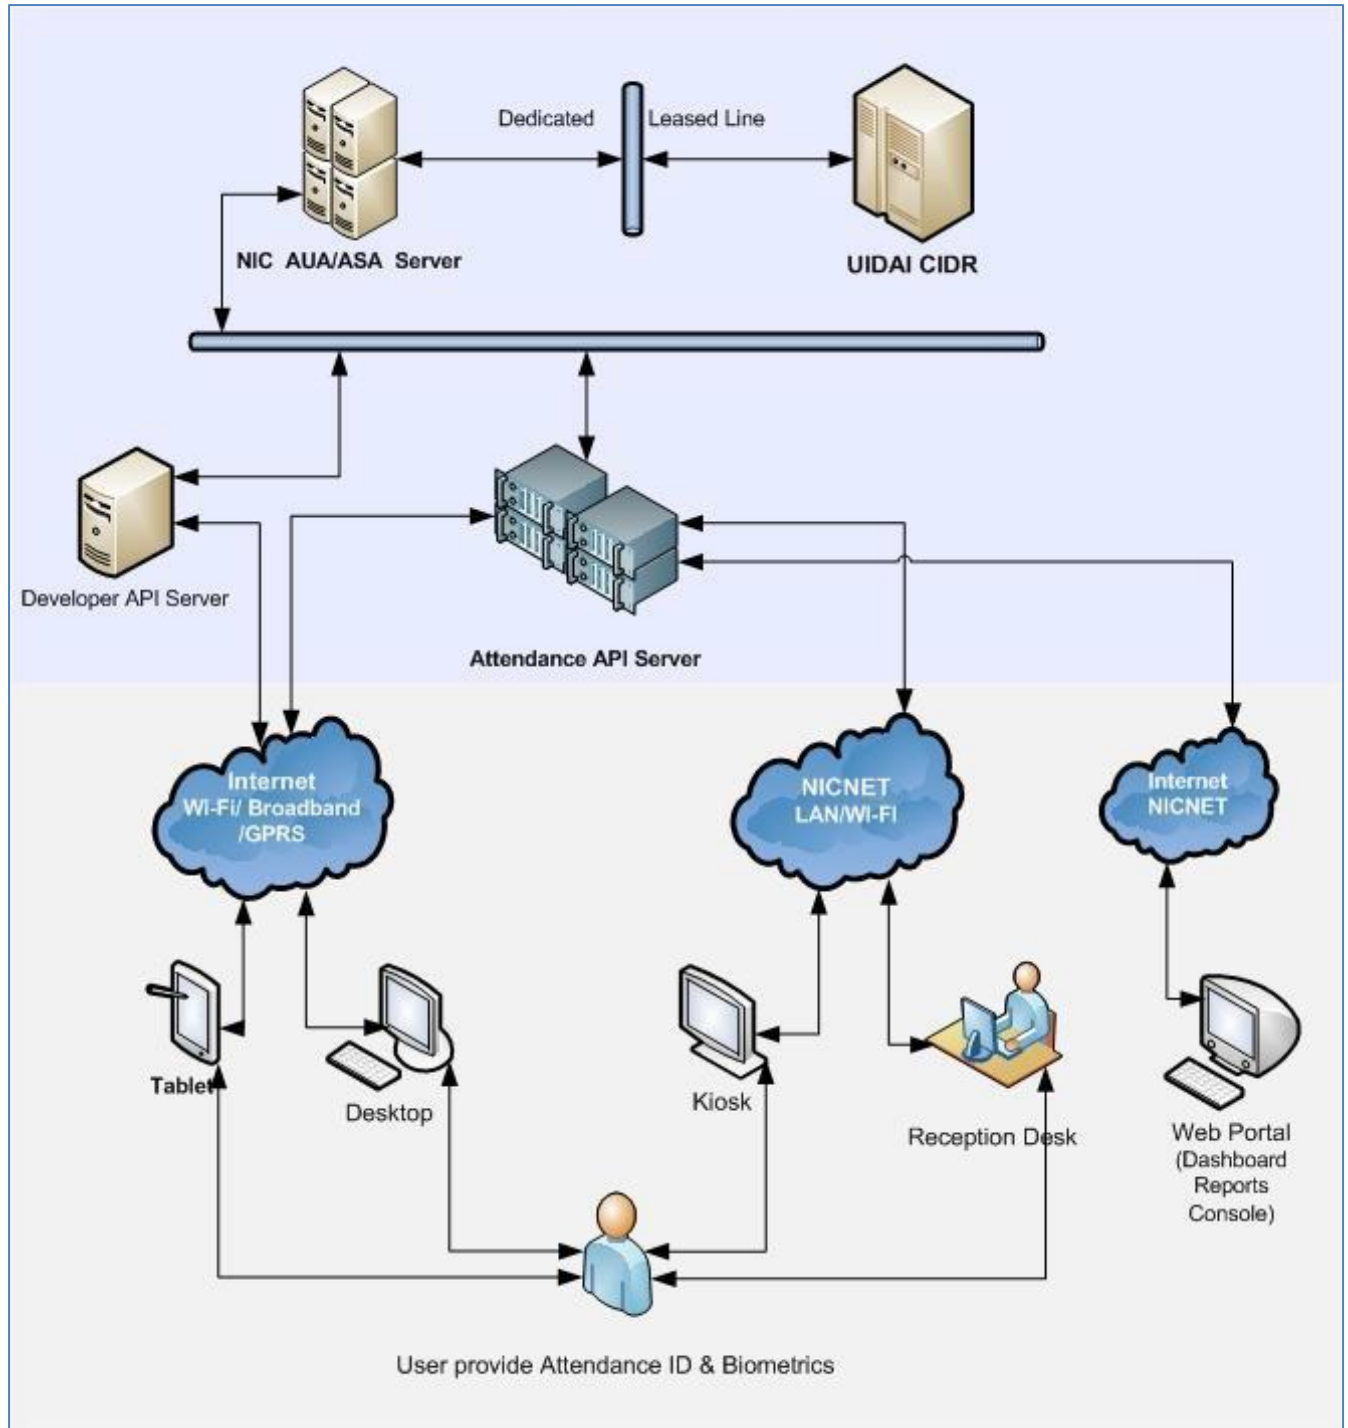 Dedicated
Leased Line
NIC AUA/ASA Server
UIDAI CIDR
Developer API Server
Attendance API Server
Internet
Wi-Fi/ Broadband
/GPRS
NICNET
LAN/WI-FI
Internet
NICNET
Tablet
Desktop
Kiosk
Reception Desk
Web Portal
(Dashboard
Reports
Console)
User provide Attendance ID & Biometrics